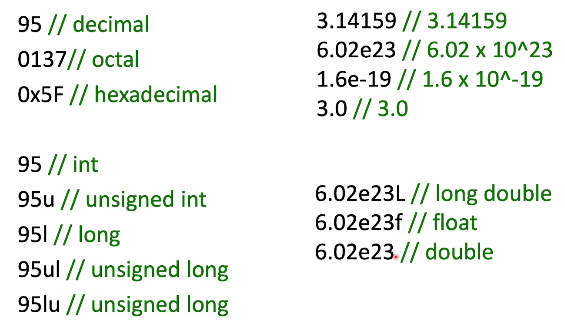 95 // decimal
0137// octal
0x5F // hexadecimal
95 // int
95u // unsigned int
95l // long
95ul // unsigned long
95lu // unsigned long
3.14159 // 3.14159
6.02e23 // 6.02 x 10^23
1.6e-19 // 1.6 x 10^-19
3.0 // 3.0
6.02e23L // long double
6.02e23f // float
6.02e23 // double